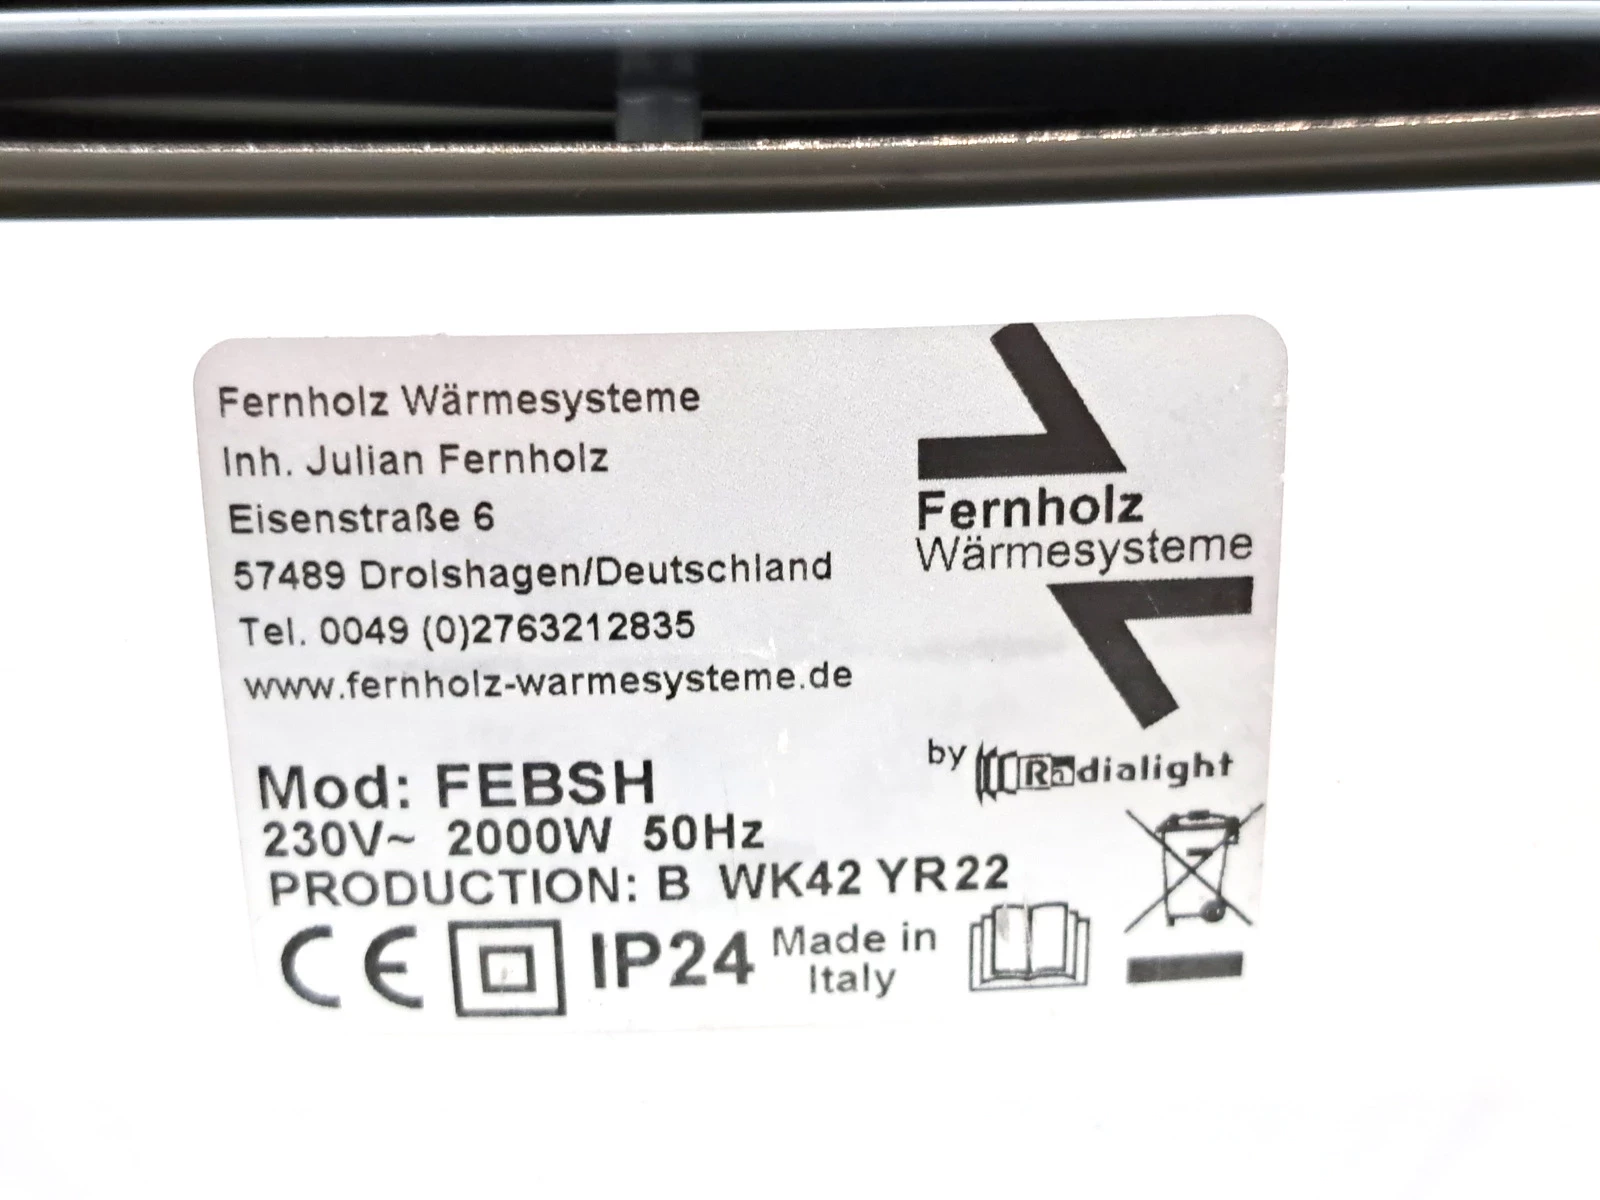 Fernholz Wärmesysteme
Inh. Julian Fernholz
Eisenstraße 6
57489 Drolshagen/Deutschland
Tel. 0049 (0)2763212835
www.fernholz-warmesysteme.de
Fernholz
Wärmesysteme
by Radialight
Mod: FEBSH
230V~ 2000W 50Hz
PRODUCTION: B WK42 YR22
CE IP24 Made in
Italy